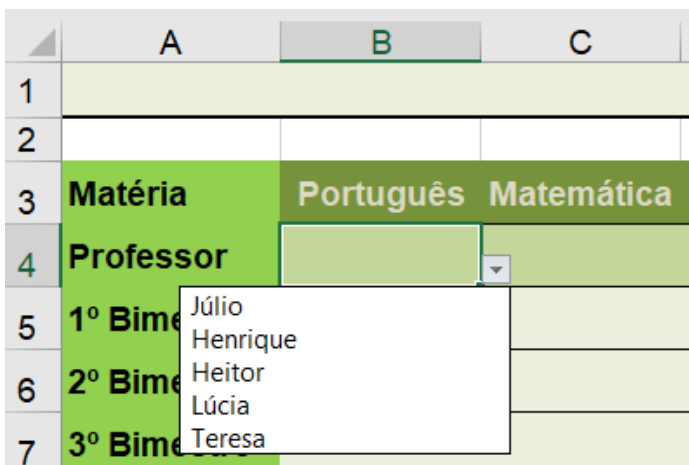 A B C
1
2
3 Matéria Português Matemática
4 Professor
Júlio
5 1º Bime
Henrique
Heitor
6 2º Bime
Lúcia
Teresa
7 3º Bimestre